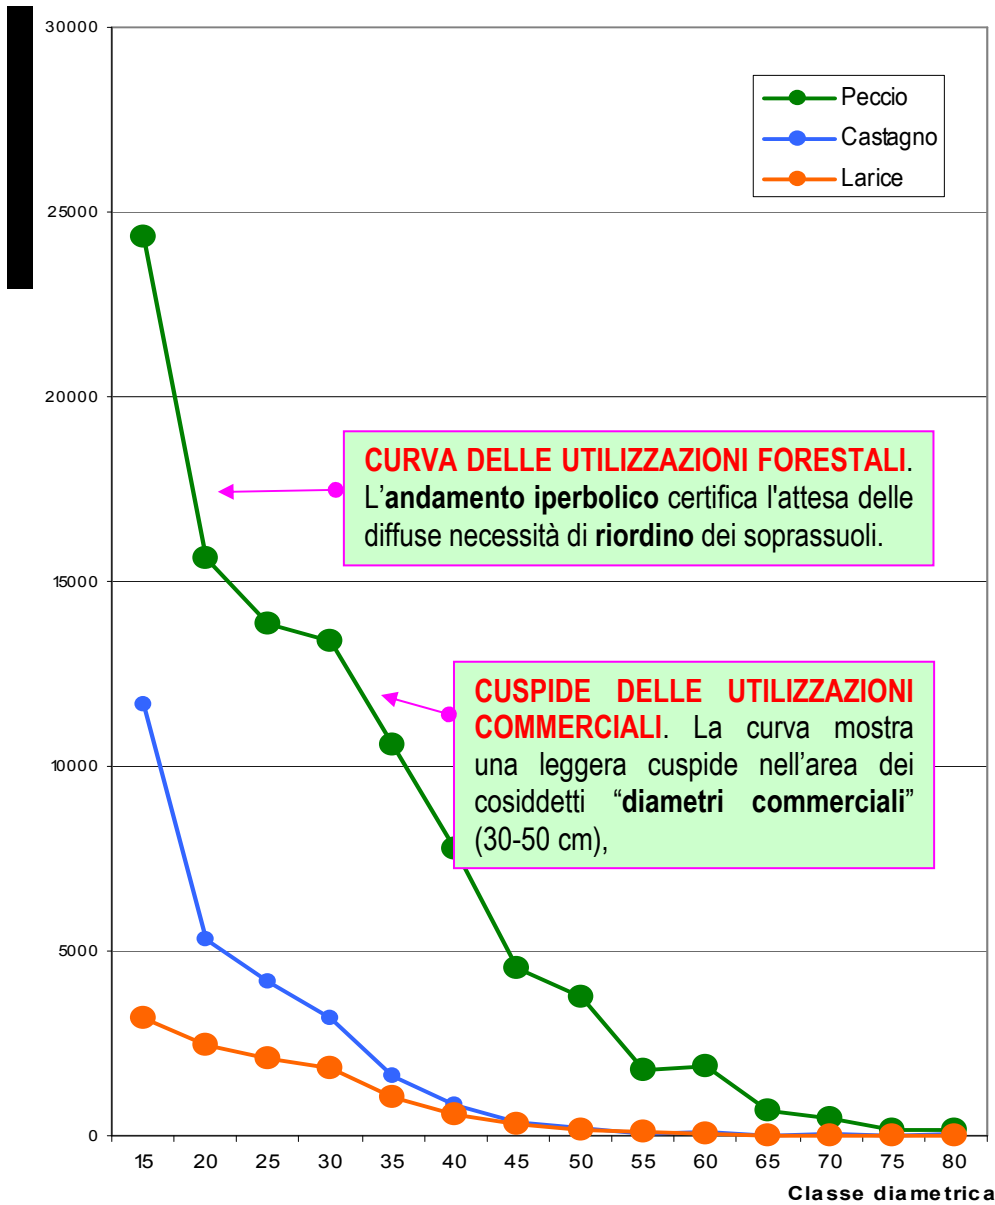 30000
Peccio
Castagno
Larice
25000
20000
CURVA DELLE UTILIZZAZIONI FORESTALI.
L’andamento iperbolico certifica l'attesa delle
diffuse necessità di riordino dei soprassuoli.
15000
CUSPIDE DELLE UTILIZZAZIONI
COMMERCIALI. La curva mostra
una leggera cuspide nell’area dei
cosiddetti “diametri commerciali”
(30-50 cm),
10000
5000
0
15 20 25 30 35 40 45 50 55 60 65 70 75 80
Classe diametrica